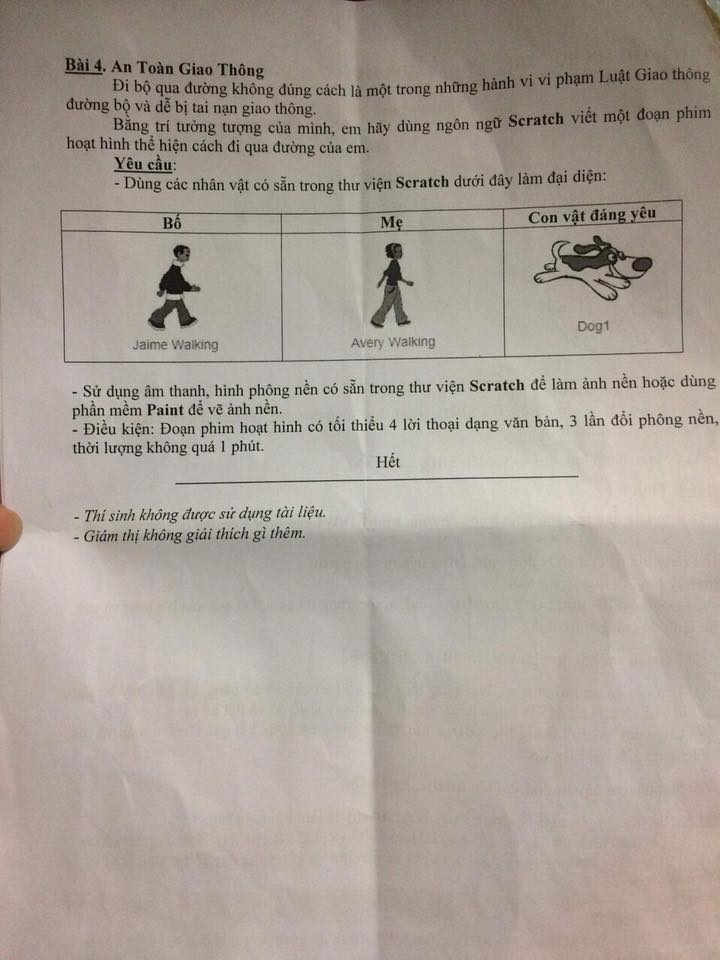 Bài 4. An Toàn Giao Thông
Đi bộ qua đường không đúng cách là một trong những hành vi vi phạm Luật Giao thông
đường bộ và dễ bị tai nạn giao thông.
Bằng trí tưởng tượng của mình, em hãy dùng ngôn ngữ Scratch viết một đoạn phim
hoạt hình thể hiện cách đi qua đường của em.
Yêu cầu:
- Dùng các nhân vật có sẵn trong thư viện Scratch dưới đây làm đại diện:
Bố Mẹ Con vật đáng yêu
Jaime Walking Avery Walking Dog1
- Sử dụng âm thanh, hình phông nền có sẵn trong thư viện Scratch để làm ảnh nền hoặc dùng
phần mềm Paint để vẽ ảnh nền.
- Điều kiện: Đoạn phim hoạt hình có tối thiểu 4 lời thoại dạng văn bản, 3 lần đổi phông nền,
thời lượng không quá 1 phút.
Hết
- Thí sinh không được sử dụng tài liệu.
- Giám thị không giải thích gì thêm.